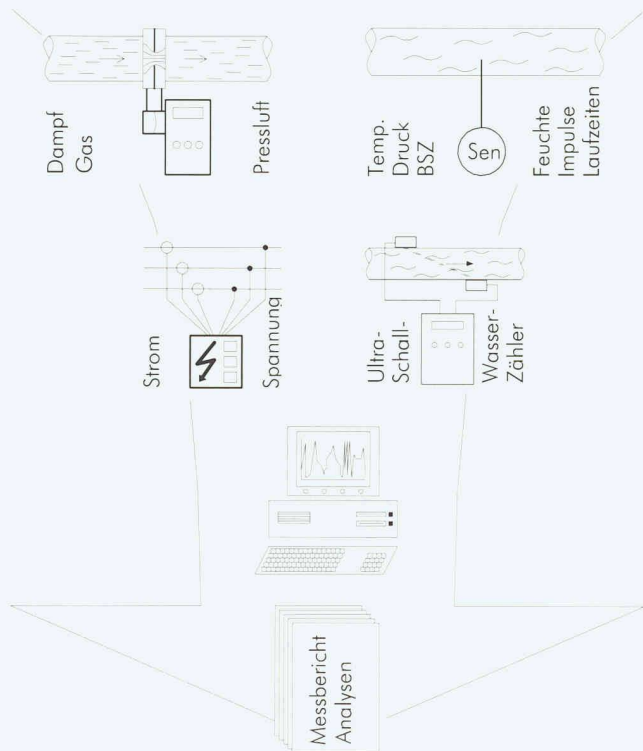 Dampf
Gas
Pressluft
Temp.
Druck
BSZ
Sen
Feuchte
Impulse
Laufzeiten
Strom
Spannung
Ultra-
Schall-
Wasser-
Zähler
Messbericht
Analysen